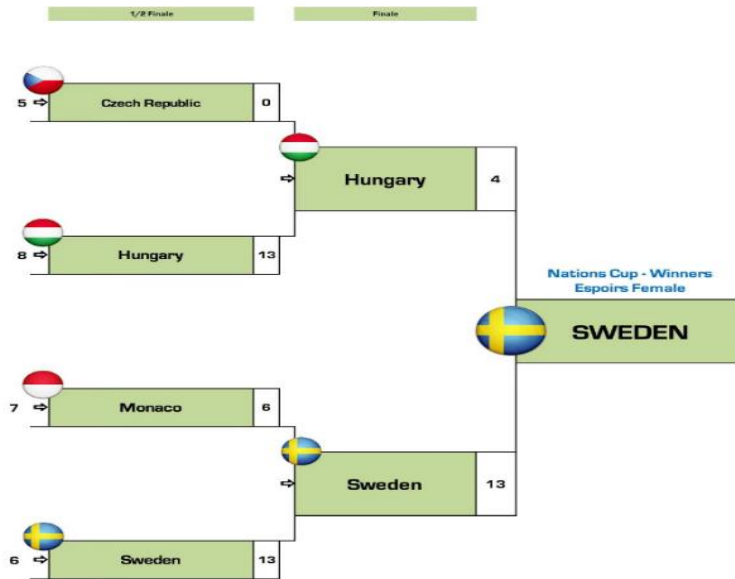 1/2 Finale
Finale
5 ⇨ Czech Republic 0
⇨ Hungary 4
8 ⇨ Hungary 13
Nations Cup - Winners
Espoirs Female
SWEDEN
7 ⇨ Monaco 6
⇨ Sweden 13
6 ⇨ Sweden 13